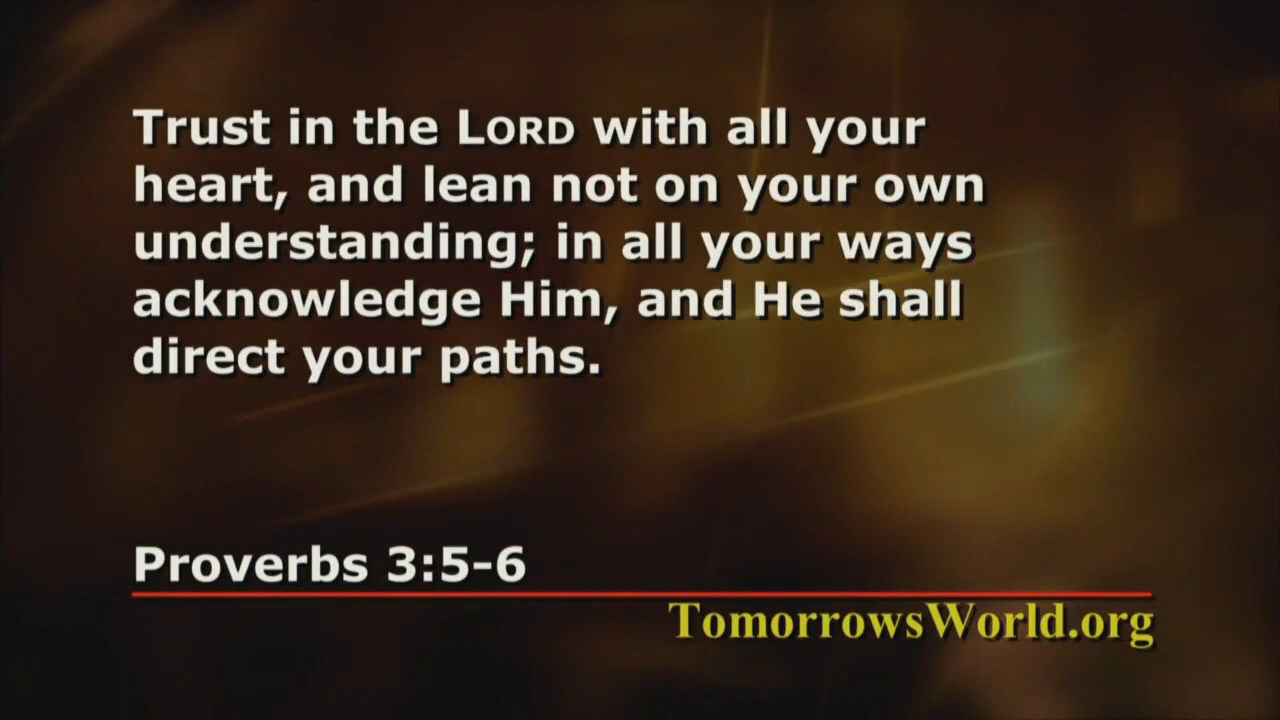 Trust in the LORD with all your
heart, and lean not on your own
understanding; in all your ways
acknowledge Him, and He shall
direct your paths.
Proverbs 3:5-6
TomorrowsWorld.org